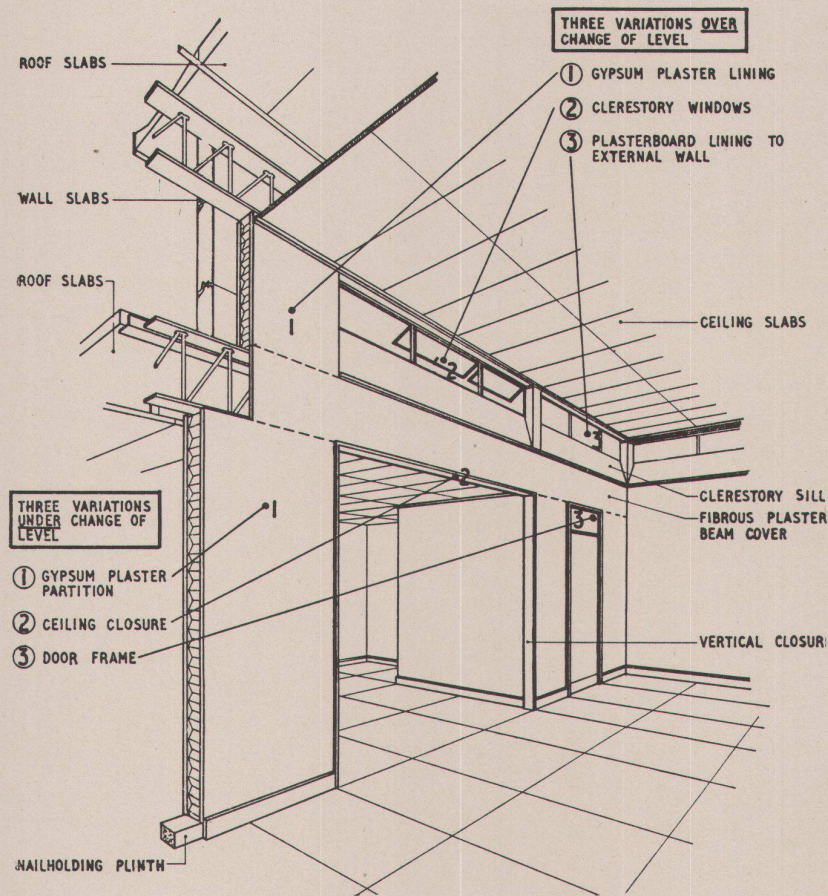 THREE VARIATIONS OVER
CHANGE OF LEVEL
1 GYPSUM PLASTER LINING
2 CLERESTORY WINDOWS
3 PLASTERBOARD LINING TO
EXTERNAL WALL
ROOF SLABS
WALL SLABS
ROOF SLABS
1
2
3
CEILING SLABS
CLERESTORY SILL
FIBROUS PLASTER
BEAM COVER
VERTICAL CLOSUR
THREE VARIATIONS
UNDER CHANGE OF
LEVEL
1 GYPSUM PLASTER
PARTITION
2 CEILING CLOSURE
3 DOOR FRAME
1
2
3
NAILHOLDING PLINTH